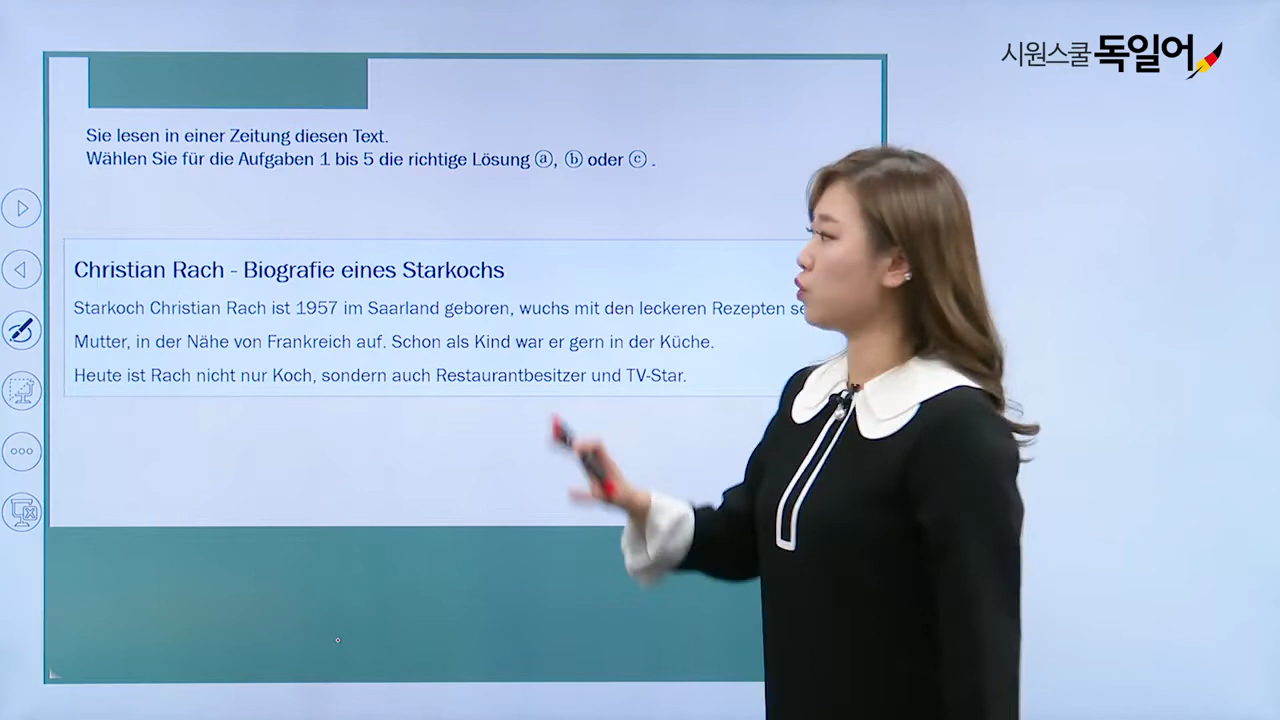 시원스쿨 독일어
Sie lesen in einer Zeitung diesen Text.
Wählen Sie für die Aufgaben 1 bis 5 die richtige Lösung ⓐ, ⓑ oder ⓒ .
Christian Rach - Biografie eines Starkochs
Starkoch Christian Rach ist 1957 im Saarland geboren, wuchs mit den leckeren Rezepten
Mutter, in der Nähe von Frankreich auf. Schon als Kind war er gern in der Küche.
Heute ist Rach nicht nur Koch, sondern auch Restaurantbesitzer und TV-Star.